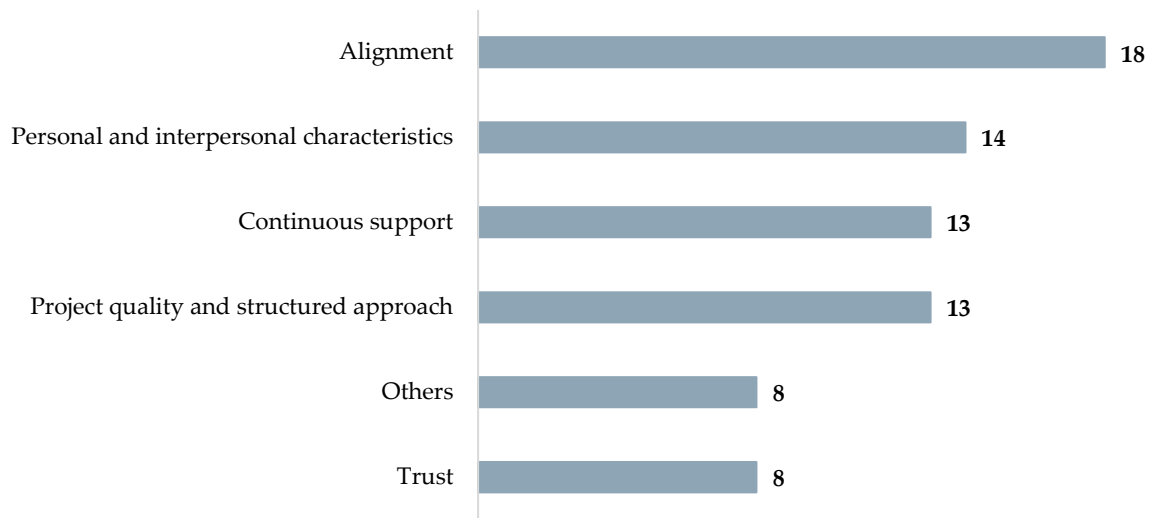 Alignment 18
Personal and interpersonal characteristics 14
Continuous support 13
Project quality and structured approach 13
Others 8
Trust 8